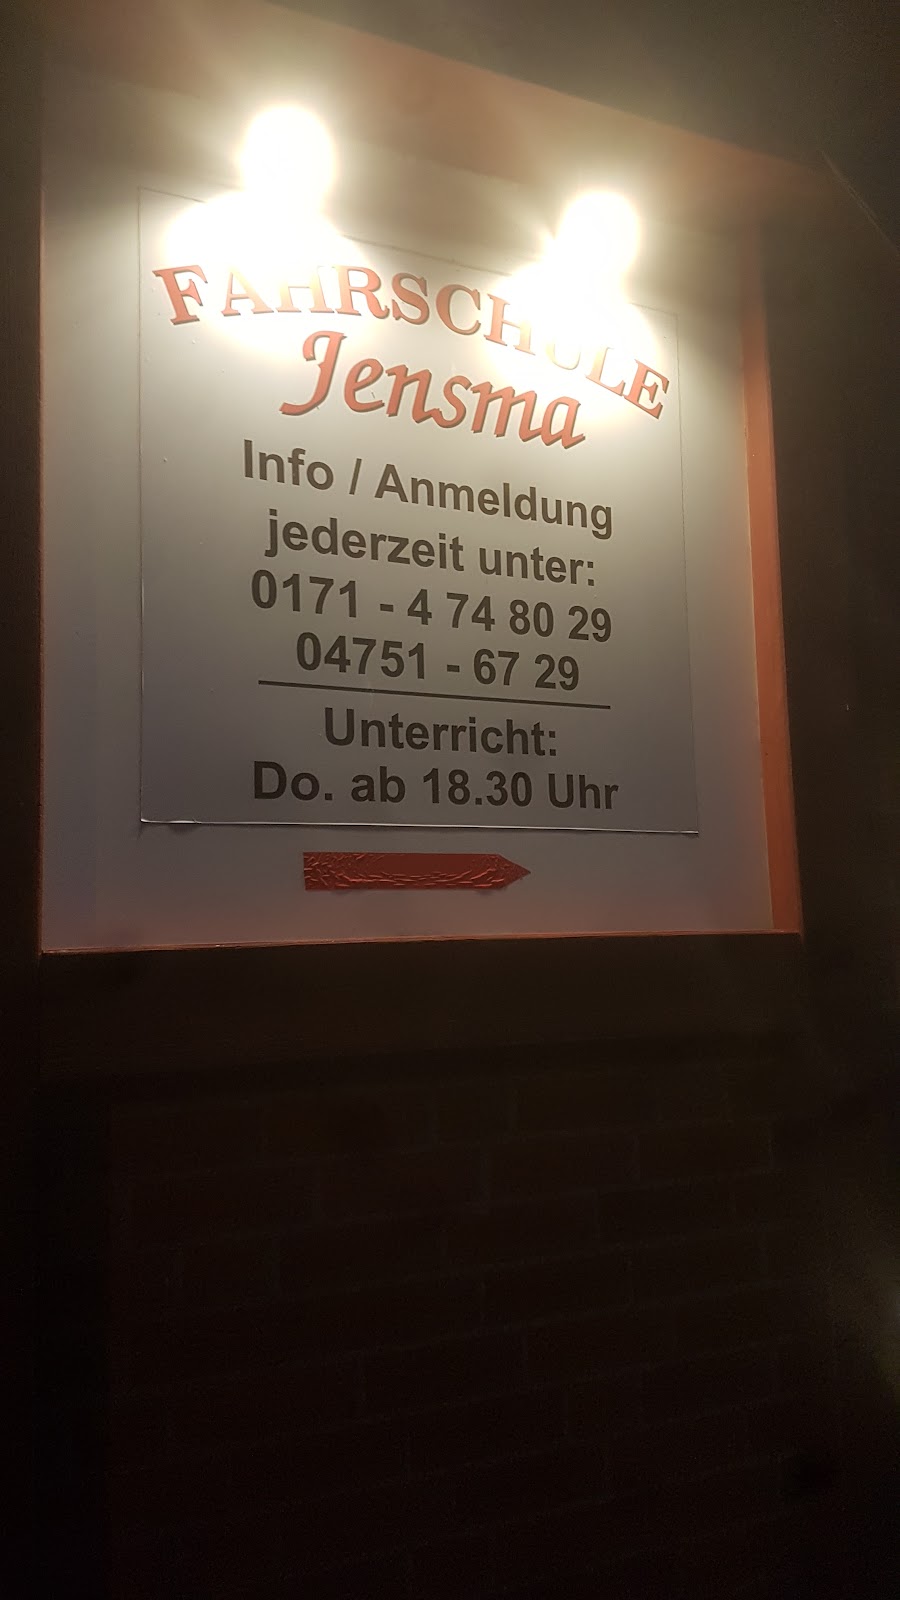 FAHRSCHULE
Jensma
Info / Anmeldung
jederzeit unter:
0171 - 4 74 80 29
04751 - 67 29
Unterricht:
Do. ab 18.30 Uhr